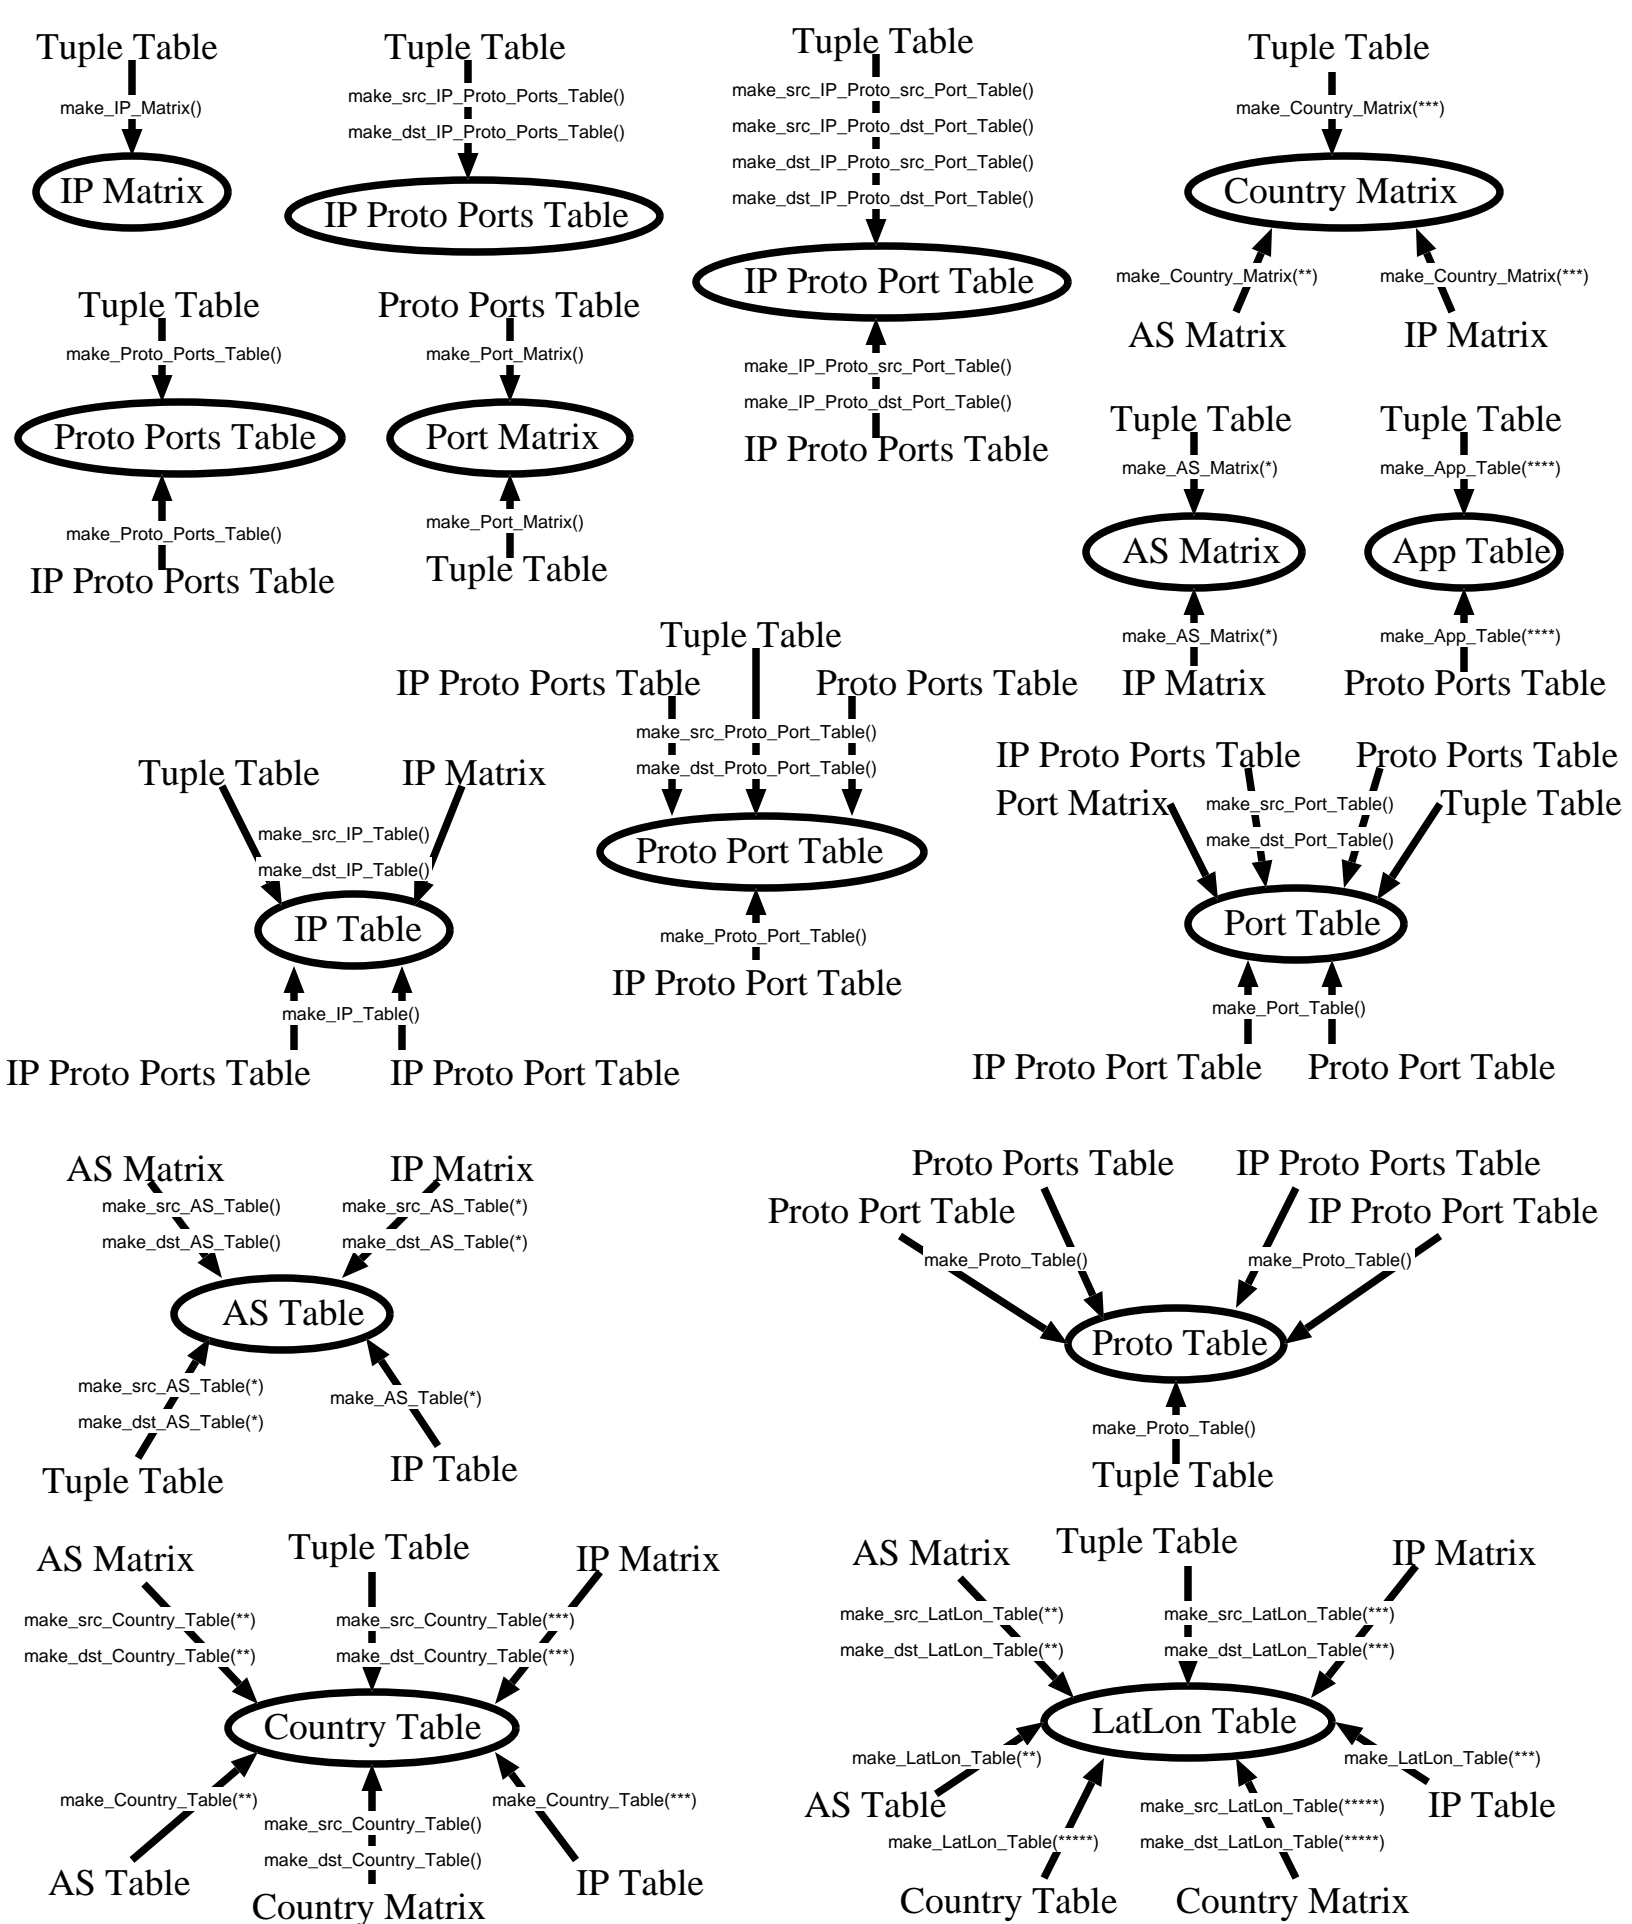 Tuple Table
make_IP_Matrix()
IP Matrix
Tuple Table
make_src_IP_Proto_Ports_Table()
make_dst_IP_Proto_Ports_Table()
IP Proto Ports Table
Tuple Table
make_src_IP_Proto_src_Port_Table()
make_src_IP_Proto_dst_Port_Table()
make_dst_IP_Proto_src_Port_Table()
make_dst_IP_Proto_dst_Port_Table()
IP Proto Port Table
make_IP_Proto_src_Port_Table()
make_IP_Proto_dst_Port_Table()
IP Proto Ports Table
Tuple Table
make_Country_Matrix(***)
Country Matrix
make_Country_Matrix(**)
make_Country_Matrix(***)
AS Matrix
IP Matrix
Tuple Table
make_Proto_Ports_Table()
Proto Ports Table
make_Proto_Ports_Table()
IP Proto Ports Table
Proto Ports Table
make_Port_Matrix()
Port Matrix
make_Port_Matrix()
Tuple Table
Tuple Table
make_AS_Matrix(*)
AS Matrix
make_AS_Matrix(*)
IP Matrix
Tuple Table
make_App_Table(****)
App Table
make_App_Table(****)
Proto Ports Table
Tuple Table
IP Proto Ports Table
Proto Ports Table
make_src_Proto_Port_Table()
make_dst_Proto_Port_Table()
Proto Port Table
make_Proto_Port_Table()
IP Proto Port Table
Tuple Table
IP Matrix
make_src_IP_Table()
make_dst_IP_Table()
IP Table
make_IP_Table()
IP Proto Ports Table
IP Proto Port Table
IP Proto Ports Table
Proto Ports Table
Port Matrix
Tuple Table
make_src_Port_Table()
make_dst_Port_Table()
Port Table
make_Port_Table()
IP Proto Port Table
Proto Port Table
AS Matrix
IP Matrix
make_src_AS_Table()
make_src_AS_Table(*)
make_dst_AS_Table()
make_dst_AS_Table(*)
AS Table
make_src_AS_Table(*)
make_AS_Table(*)
make_dst_AS_Table(*)
Tuple Table
IP Table
Proto Ports Table
IP Proto Ports Table
Proto Port Table
IP Proto Port Table
make_Proto_Table()
make_Proto_Table()
Proto Table
make_Proto_Table()
Tuple Table
AS Matrix
Tuple Table
IP Matrix
make_src_Country_Table(**)
make_src_Country_Table(***)
make_dst_Country_Table(**)
make_dst_Country_Table(***)
Country Table
make_Country_Table(**)
make_Country_Table(***)
make_src_Country_Table()
make_dst_Country_Table()
AS Table
Country Matrix
IP Table
AS Matrix
Tuple Table
IP Matrix
make_src_LatLon_Table(**)
make_src_LatLon_Table(***)
make_dst_LatLon_Table(**)
make_dst_LatLon_Table(***)
LatLon Table
make_LatLon_Table(**)
make_LatLon_Table(***)
AS Table
make_src_LatLon_Table(*****)
IP Table
make_LatLon_Table(*****)
make_dst_LatLon_Table(*****)
Country Table
Country Matrix